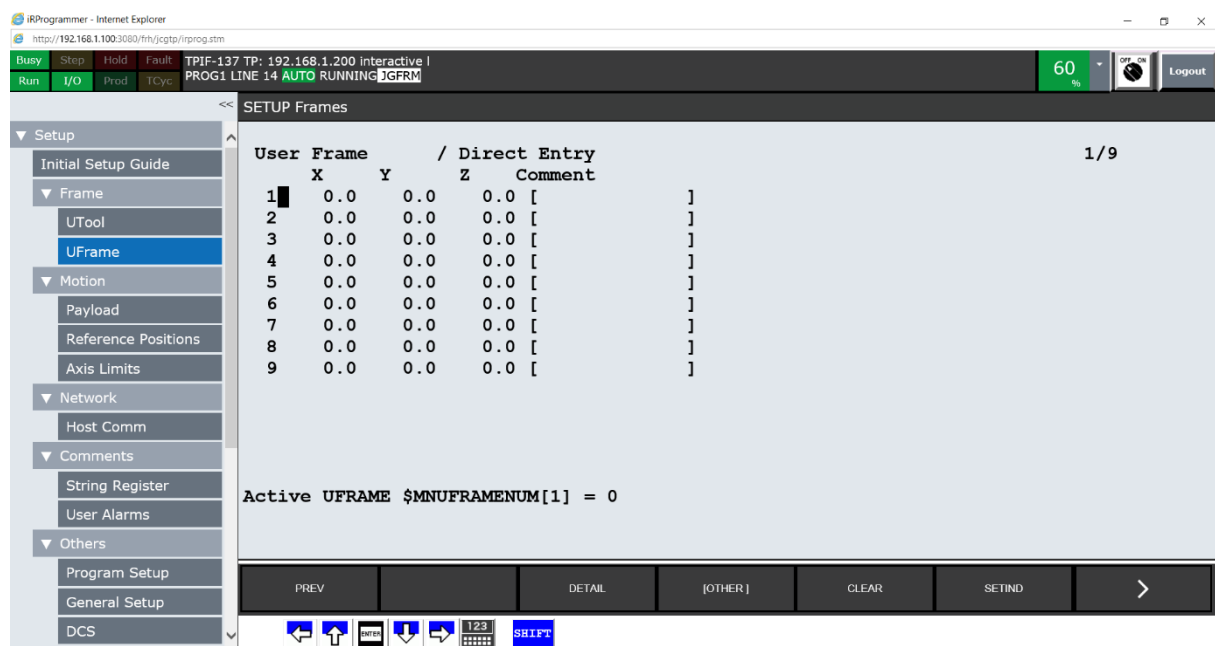 iRProgrammer - Internet Explorer
http://192.168.1.100:3080/frh/jcgtp/irprog.stm
Busy Step Hold Fault TPIF-137 TP: 192.168.1.200 interactive l
Run I/O Prod TCyc PROG1 LINE 14 AUTO RUNNING JGFRM
60 %
OFF ON
Logout
<< SETUP Frames
Setup
Initial Setup Guide
Frame
UTool
UFrame
Motion
Payload
Reference Positions
Axis Limits
Network
Host Comm
Comments
String Register
User Alarms
Others
Program Setup
General Setup
DCS
User Frame / Direct Entry 1/9
X Y Z Comment
1 0.0 0.0 0.0 [ ]
2 0.0 0.0 0.0 [ ]
3 0.0 0.0 0.0 [ ]
4 0.0 0.0 0.0 [ ]
5 0.0 0.0 0.0 [ ]
6 0.0 0.0 0.0 [ ]
7 0.0 0.0 0.0 [ ]
8 0.0 0.0 0.0 [ ]
9 0.0 0.0 0.0 [ ]
Active UFRAME $MNUFRAMENUM[1] = 0
PREV DETAIL [OTHER ] CLEAR SETIND >
ENTER 123 SHIFT